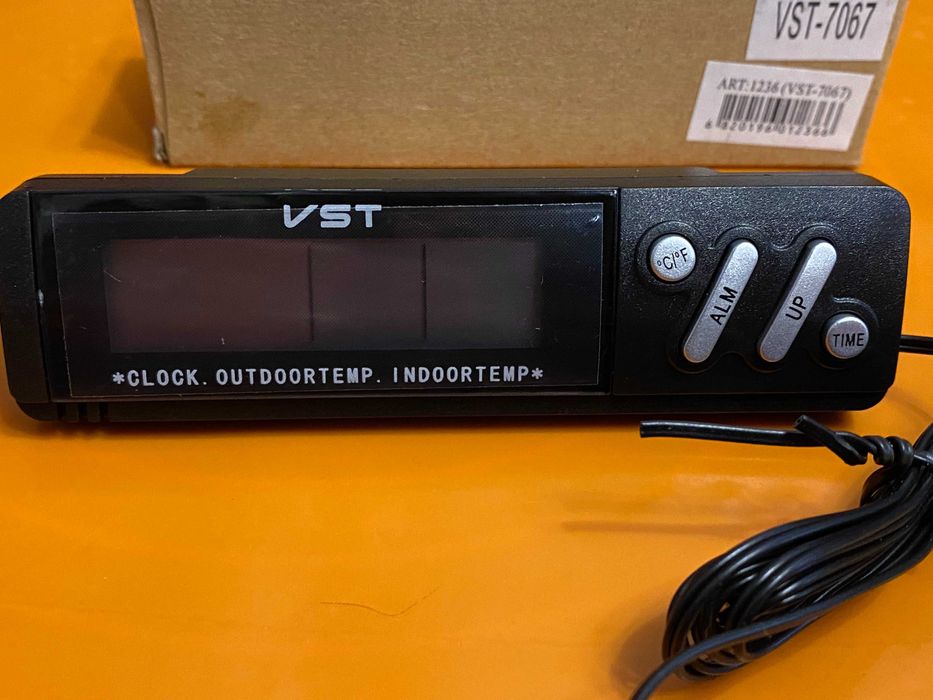 VST-7067
ART:1236 (VST-7067)
VST
°C/°F
ALM
UP
TIME
*CLOCK. OUTDOORTEMP. INDOORTEMP*